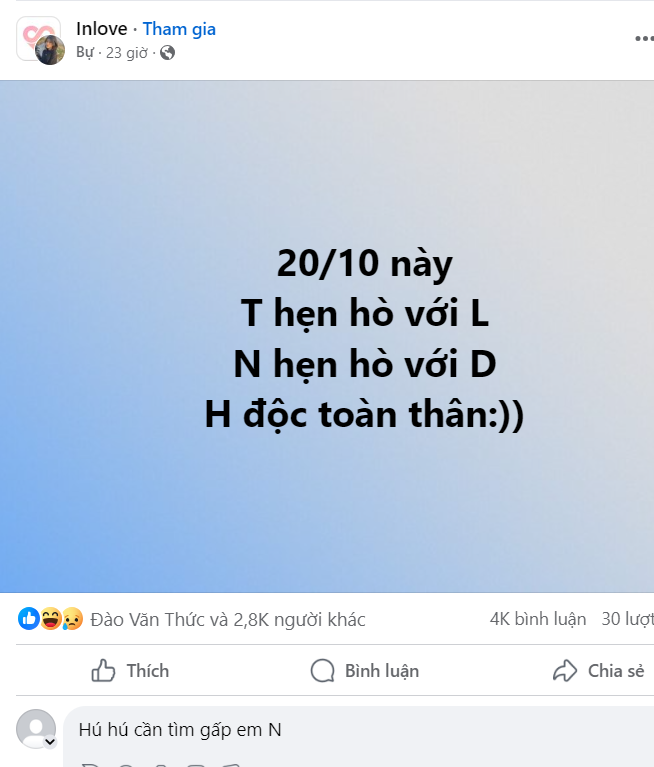 Inlove · Tham gia
Bự · 23 giờ ·
20/10 này
T hẹn hò với L
N hẹn hò với D
H độc toàn thân:))
Đào Văn Thức và 2,8K người khác 4K bình luận 30 lượt
Thích Bình luận Chia sẻ
Hú hú cần tìm gấp em N